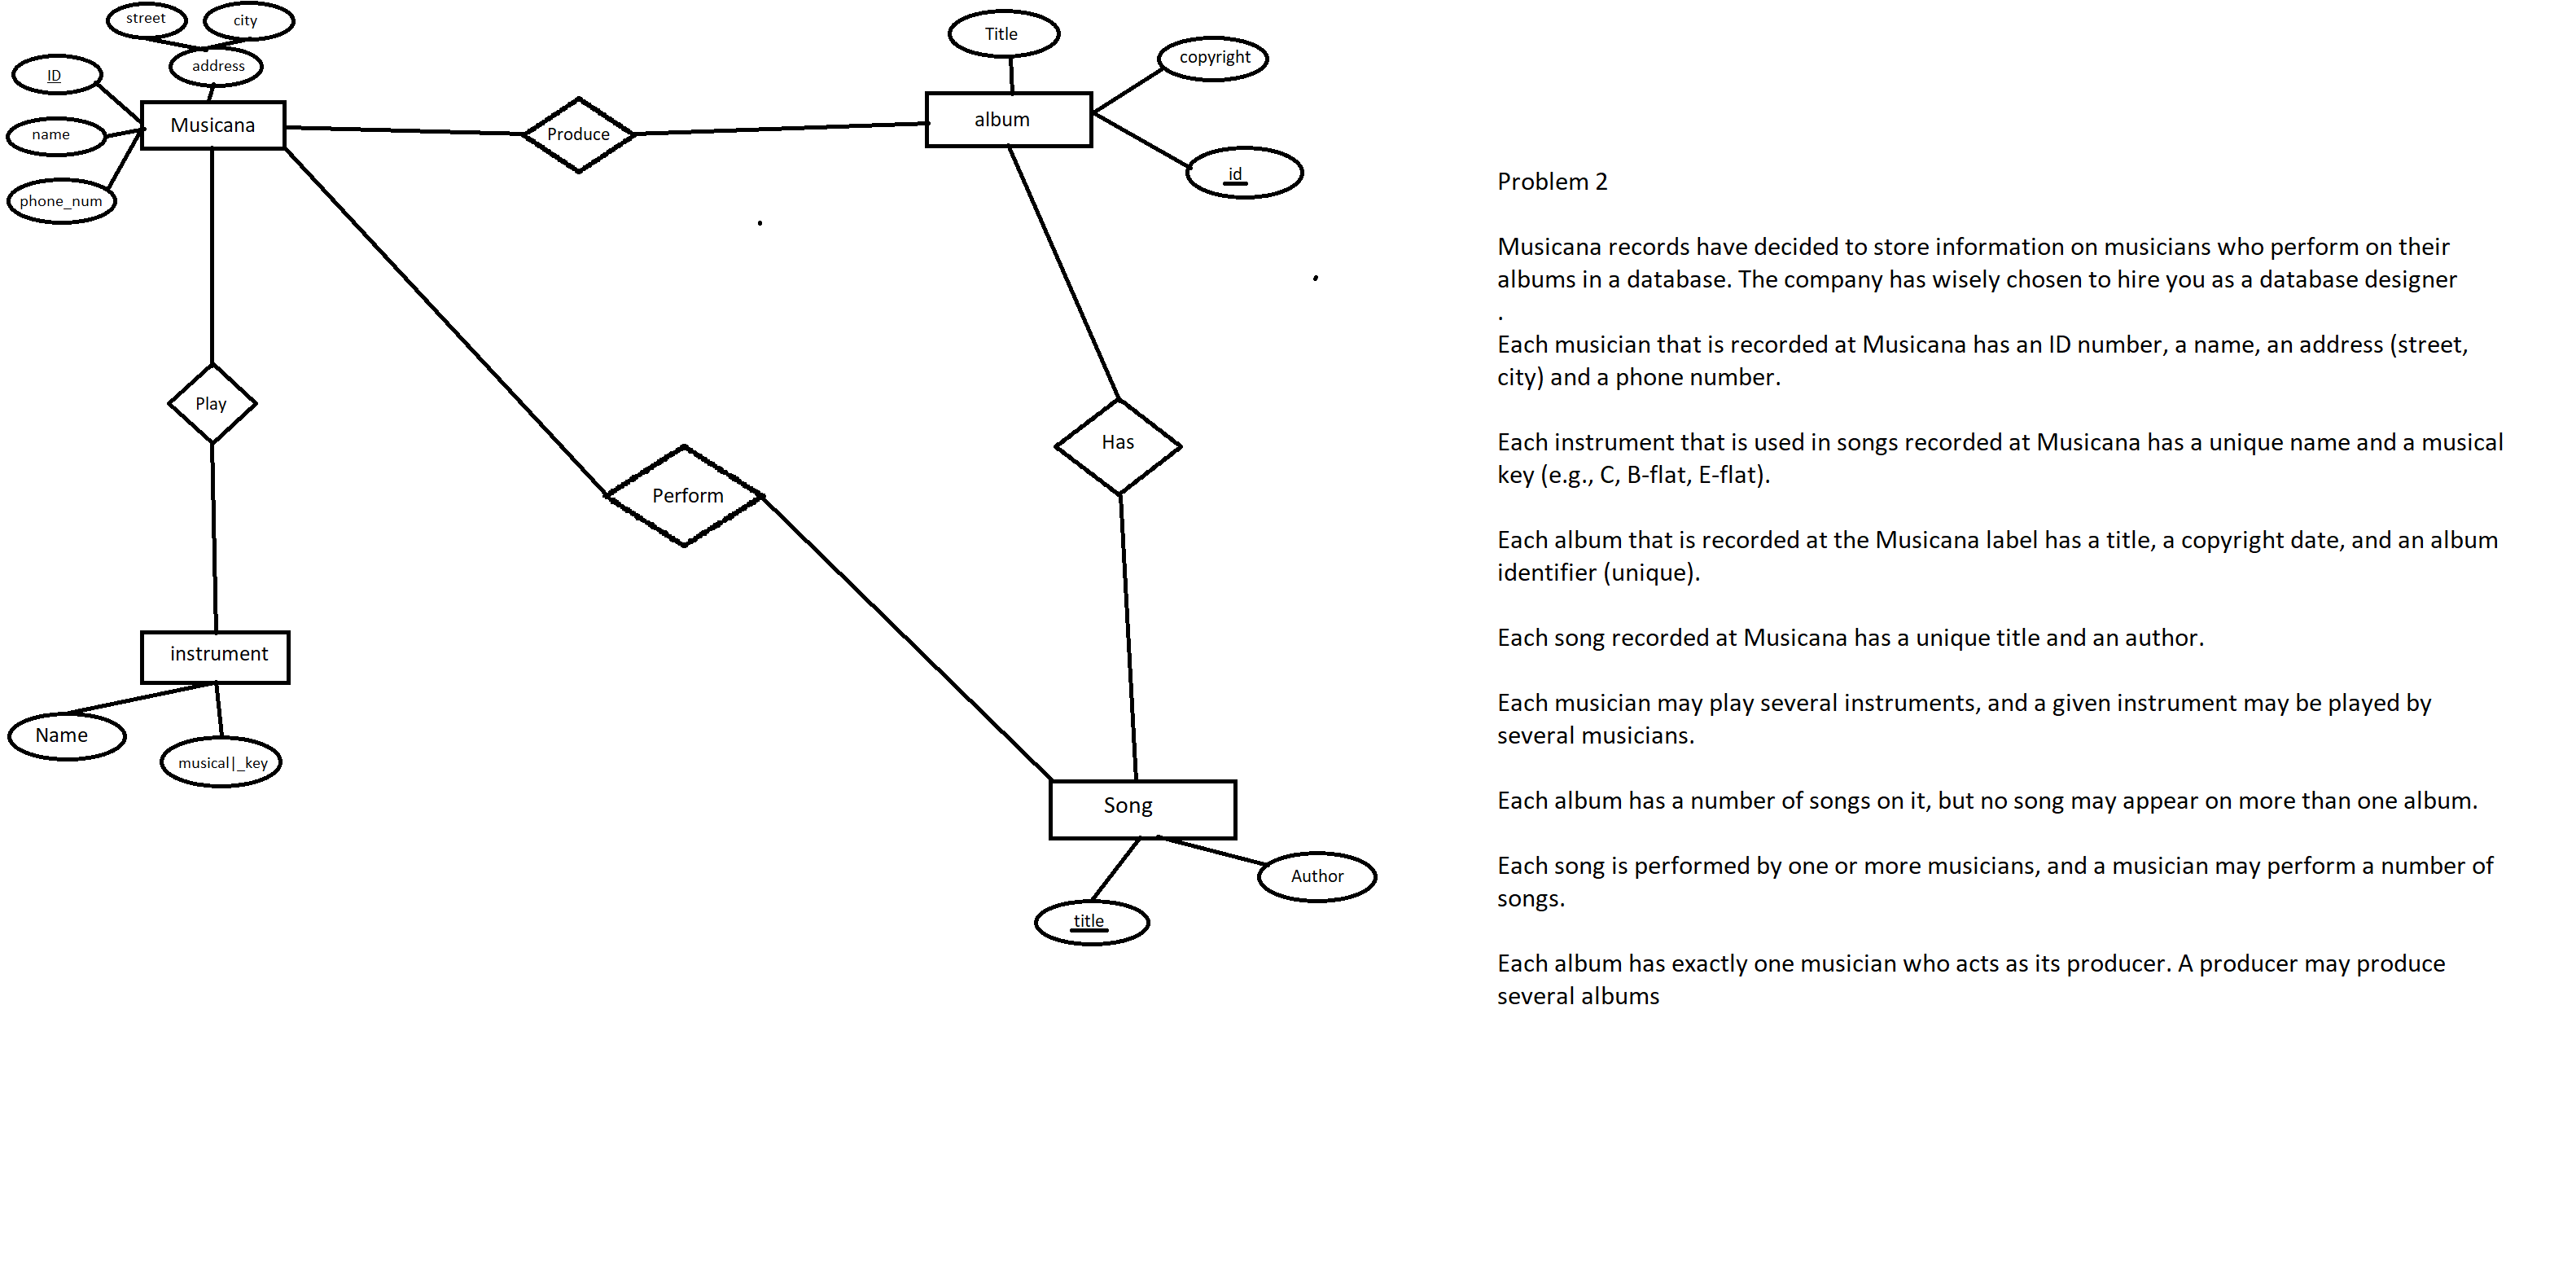 street
city
ID
address
name
Musicana
phone_num
Produce
Title
copyright
album
id
Play
Has
Perform
instrument
Name
musical|_key
Song
Author
title
Problem 2
Musicana records have decided to store information on musicians who perform on their
albums in a database. The company has wisely chosen to hire you as a database designer
.
Each musician that is recorded at Musicana has an ID number, a name, an address (street,
city) and a phone number.
Each instrument that is used in songs recorded at Musicana has a unique name and a musical
key (e.g., C, B-flat, E-flat).
Each album that is recorded at the Musicana label has a title, a copyright date, and an album
identifier (unique).
Each song recorded at Musicana has a unique title and an author.
Each musician may play several instruments, and a given instrument may be played by
several musicians.
Each album has a number of songs on it, but no song may appear on more than one album.
Each song is performed by one or more musicians, and a musician may perform a number of
songs.
Each album has exactly one musician who acts as its producer. A producer may produce
several albums